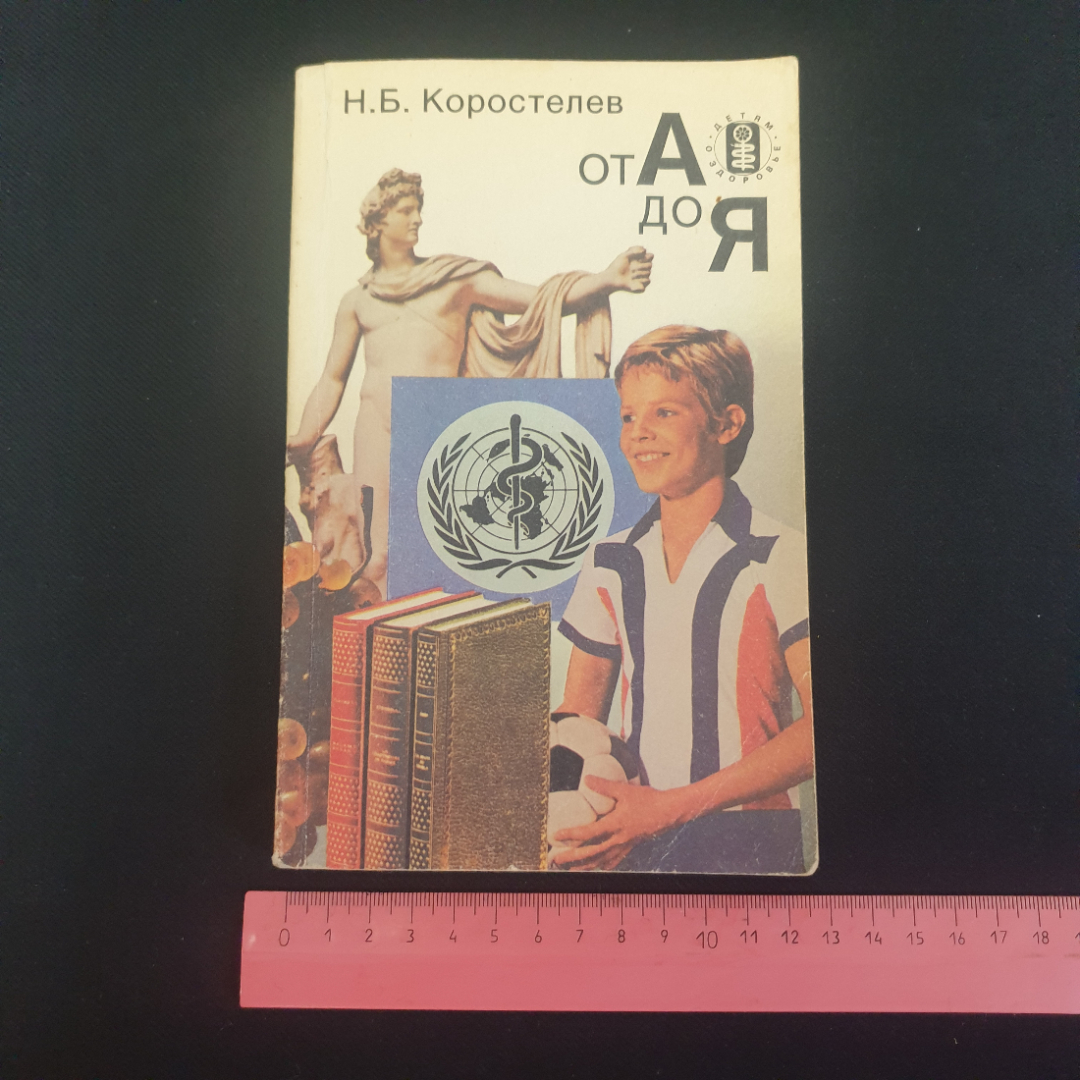 Н.Б. Коростелев
от А
до Я
• ДЕТЯМ •
О ЗДОРОВЬЕ
0 1 2 3 4 5 6 7 8 9 10 11 12 13 14 15 16 17 18